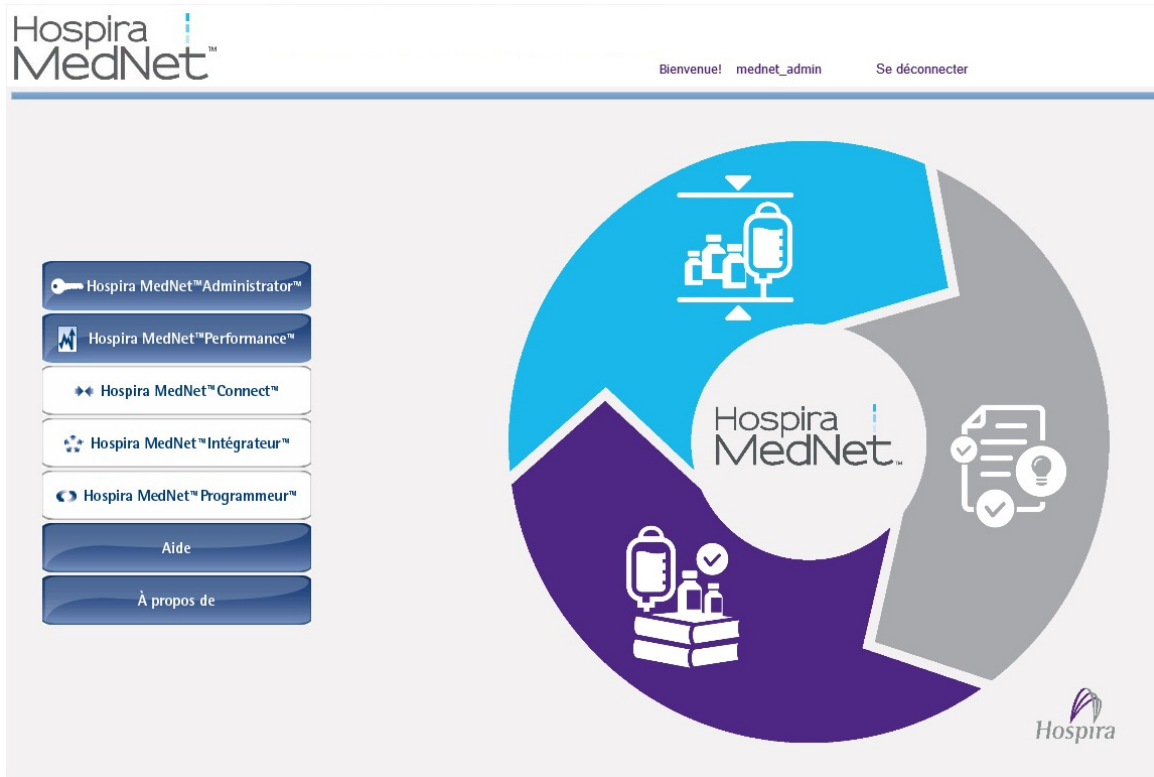 Hospira
MedNet™
Bienvenue! mednet_admin Se déconnecter
Hospira MedNet™Administrator™
Hospira MedNet™Performance™
Hospira MedNet™Connect™
Hospira MedNet™Intégrateur™
Hospira MedNet™Programmeur™
Aide
À propos de
Hospira
MedNet™
Hospira